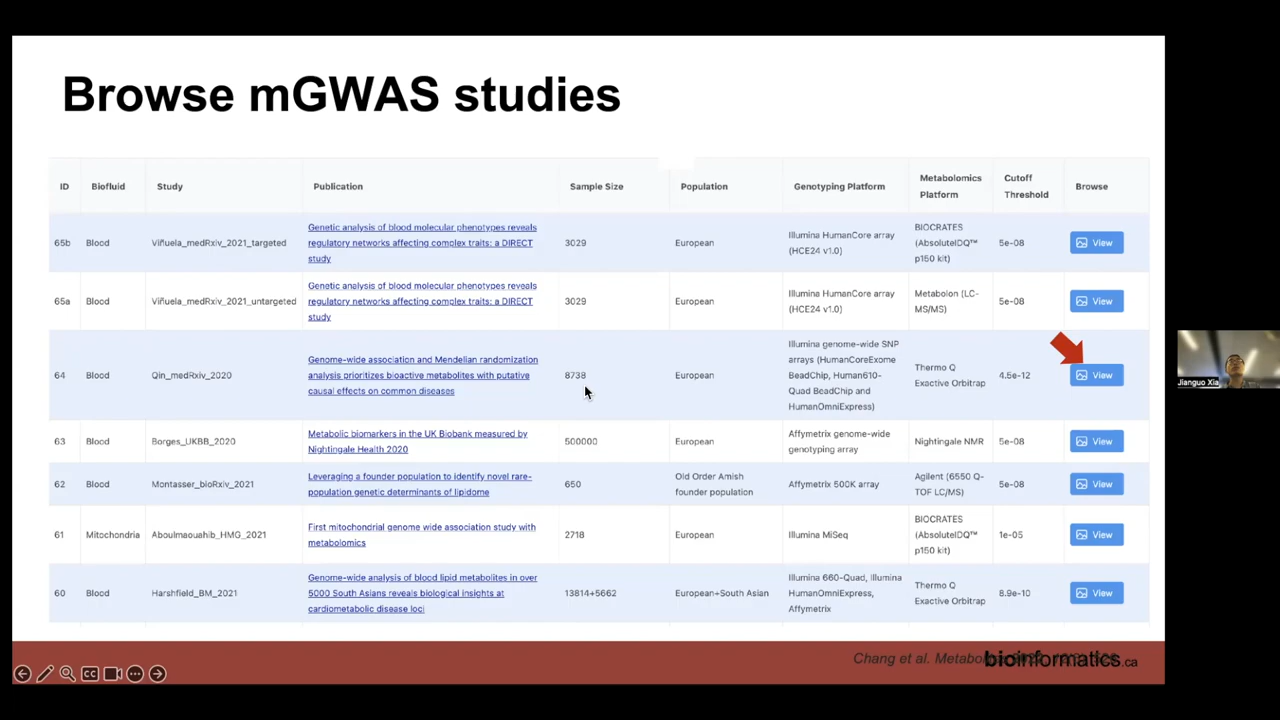 Browse mGWAS studies
ID Biofluid Study Publication Sample Size Population Genotyping Platform Metabolomics Platform Cutoff Threshold Browse
65b Blood Viñuela_medRxiv_2021_targeted Genetic analysis of blood molecular phenotypes reveals regulatory networks affecting complex traits: a DIRECT study 3029 European Illumina HumanCore array (HCE24 v1.0) BIOCRATES (AbsoluteIDQ™ p150 kit) 5e-08 View
65a Blood Viñuela_medRxiv_2021_untargeted Genetic analysis of blood molecular phenotypes reveals regulatory networks affecting complex traits: a DIRECT study 3029 European Illumina HumanCore array (HCE24 v1.0) Metabolon (LC-MS/MS) 5e-08 View
64 Blood Qin_medRxiv_2020 Genome-wide association and Mendelian randomization analysis prioritizes bioactive metabolites with putative causal effects on common diseases 8738 European Illumina genome-wide SNP arrays (HumanCoreExome BeadChip, Human610-Quad BeadChip and HumanOmniExpress) Thermo Q Exactive Orbitrap 4.5e-12 View
63 Blood Borges_UKBB_2020 Metabolic biomarkers in the UK Biobank measured by Nightingale Health 2020 500000 European Affymetrix genome-wide genotyping array Nightingale NMR 5e-08 View
62 Blood Montasser_bioRxiv_2021 Leveraging a founder population to identify novel rare-population genetic determinants of lipidome 650 Old Order Amish founder population Affymetrix 500K array Agilent (6550 Q-TOF LC/MS) 5e-08 View
61 Mitochondria Aboulmaouahib_HMG_2021 First mitochondrial genome wide association study with metabolomics 2718 European Illumina MiSeq BIOCRATES (AbsoluteIDQ™ p150 kit) 1e-05 View
60 Blood Harshfield_BM_2021 Genome-wide analysis of blood lipid metabolites in over 5000 South Asians reveals biological insights at cardiometabolic disease loci 13814+5662 European+South Asian Illumina 660-Quad, Illumina HumanOmniExpress, Affymetrix Thermo Q Exactive Orbitrap 8.9e-10 View
Chang et al.
bioinformatics.ca
CC
Jianguo Xia